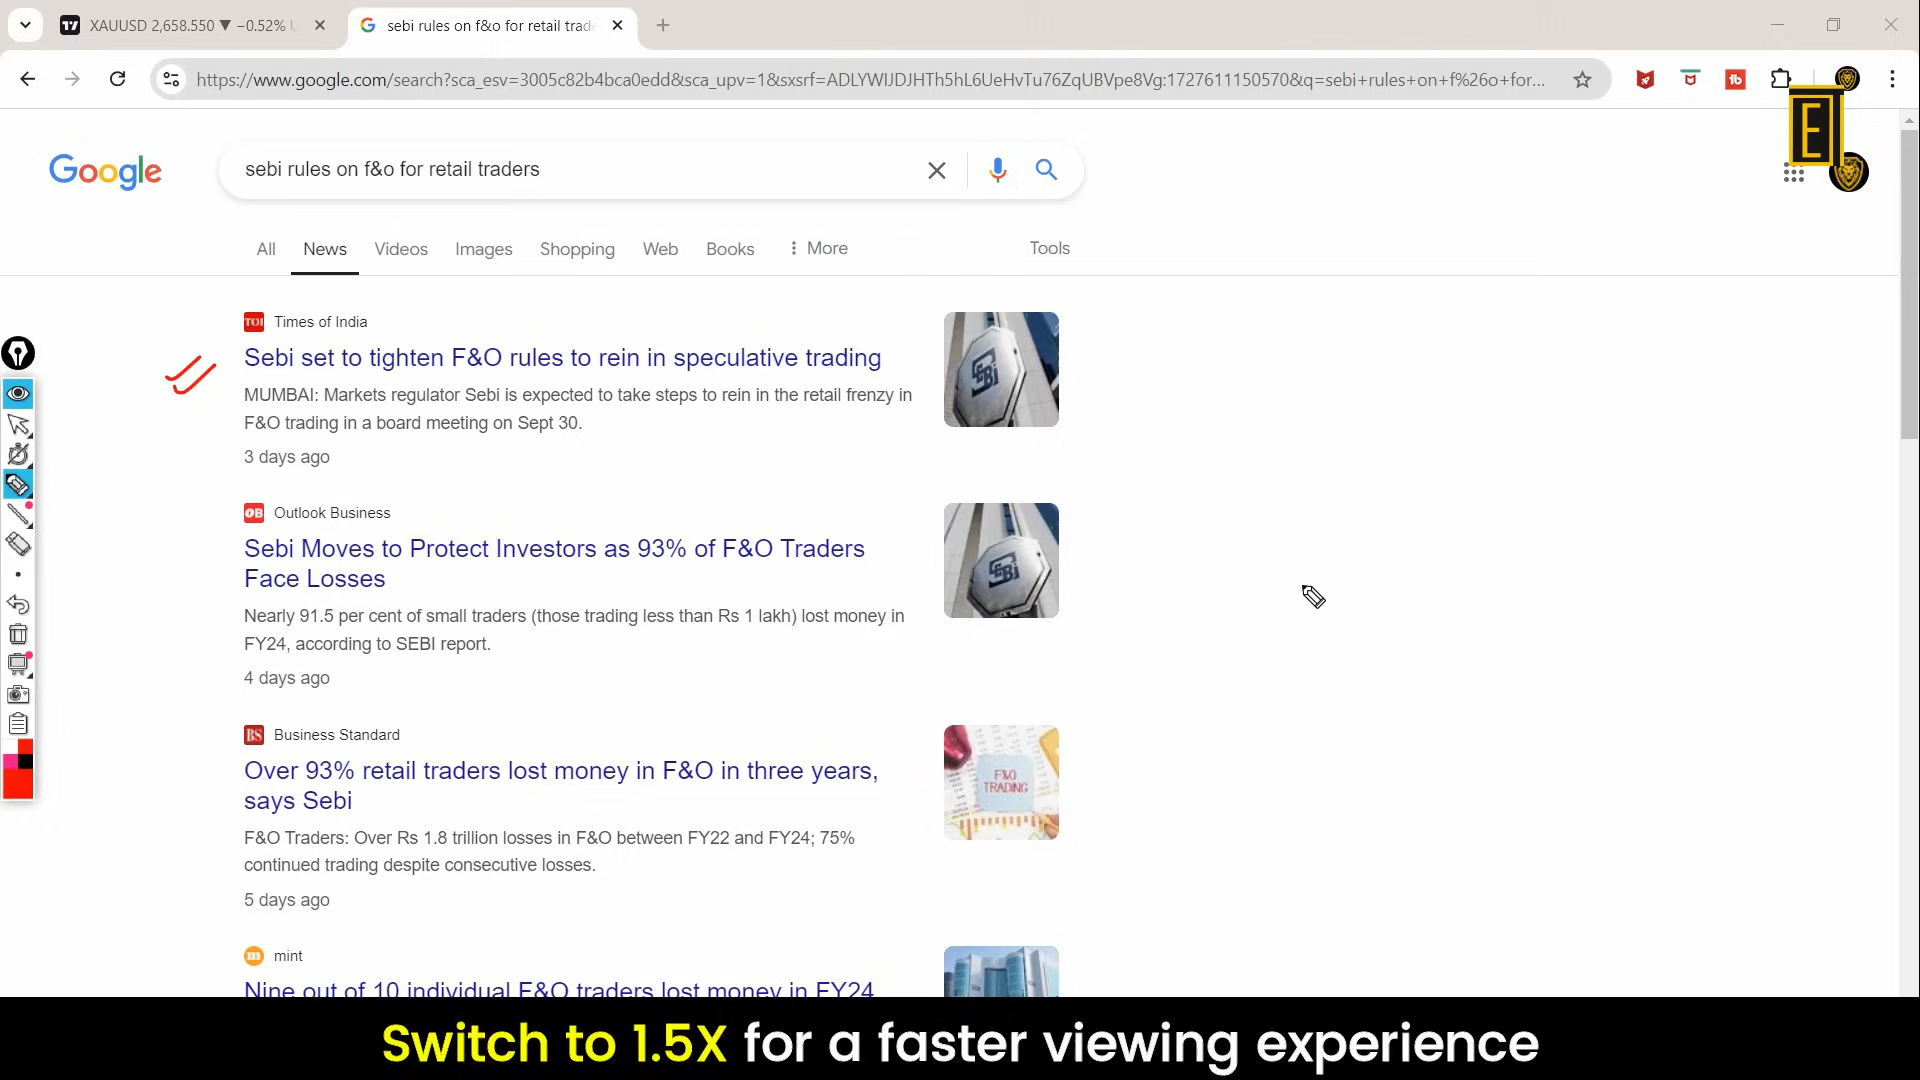 XAUUSD 2,658.550 ▼ −0.52% U
sebi rules on f&o for retail trade
https://www.google.com/search?sca_esv=3005c82b4bca0edd&sca_upv=1&sxsrf=ADLYWIJDJHTh5hL6UeHvTu76ZqUBVpe8Vg:1727611150570&q=sebi+rules+on+f%26o+for...
E
Google
sebi rules on f&o for retail traders
All News Videos Images Shopping Web Books More Tools
TOI Times of India
Sebi set to tighten F&O rules to rein in speculative trading
MUMBAI: Markets regulator Sebi is expected to take steps to rein in the retail frenzy in
F&O trading in a board meeting on Sept 30.
3 days ago
OB Outlook Business
Sebi Moves to Protect Investors as 93% of F&O Traders
Face Losses
Nearly 91.5 per cent of small traders (those trading less than Rs 1 lakh) lost money in
FY24, according to SEBI report.
4 days ago
BS Business Standard
Over 93% retail traders lost money in F&O in three years,
says Sebi
F&O Traders: Over Rs 1.8 trillion losses in F&O between FY22 and FY24; 75%
continued trading despite consecutive losses.
5 days ago
F&O
TRADING
m mint
Nine out of 10 individual F&O traders lost money in FY24
Switch to 1.5X for a faster viewing experience